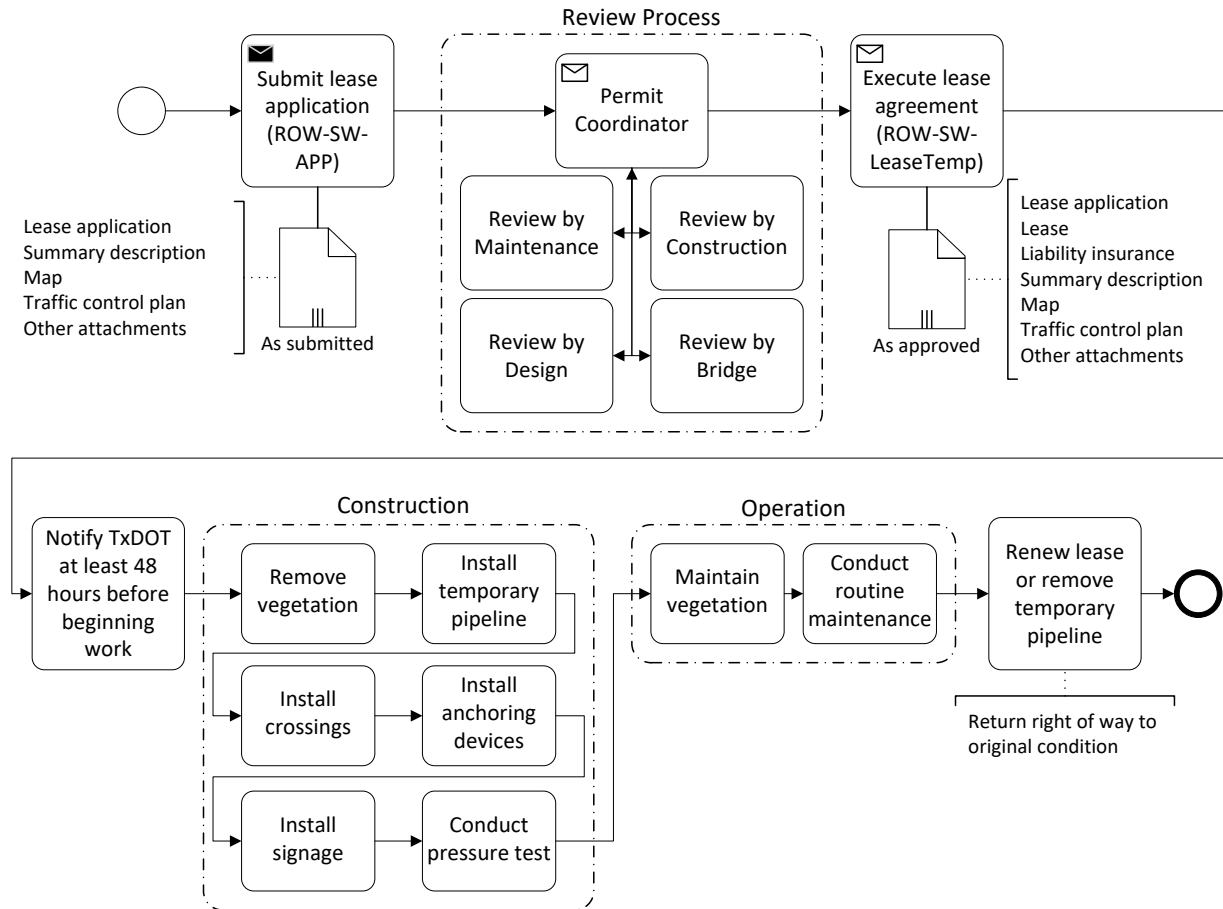 Review Process
Submit lease
application
(ROW-SW-
APP)
Permit
Coordinator
Execute lease
agreement
(ROW-SW-
LeaseTemp)
Lease application
Summary description
Map
Traffic control plan
Other attachments
As submitted
Review by
Maintenance
Review by
Construction
Review by
Design
Review by
Bridge
As approved
Lease application
Lease
Liability insurance
Summary description
Map
Traffic control plan
Other attachments
Notify TxDOT
at least 48
hours before
beginning
work
Construction
Remove
vegetation
Install
temporary
pipeline
Install
crossings
Install
anchoring
devices
Install
signage
Conduct
pressure test
Operation
Maintain
vegetation
Conduct
routine
maintenance
Renew lease
or remove
temporary
pipeline
Return right of way to
original condition